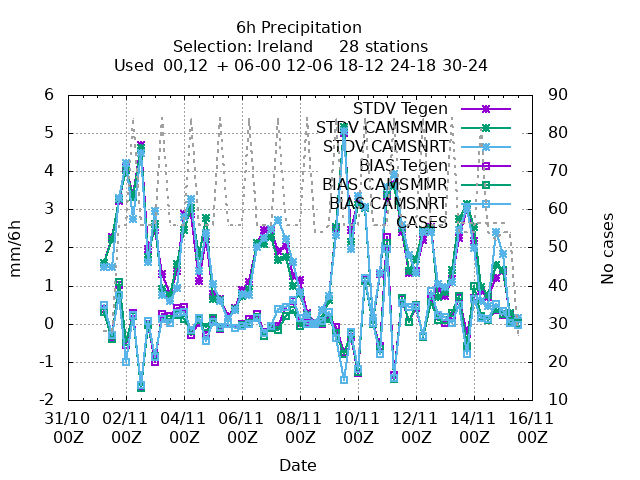 6h Precipitation
Selection: Ireland     28 stations
Used  00,12  + 06-00 12-06 18-12 24-18 30-24
6 90
STDV Tegen
5 STDV CAMSMMR 80
STDV CAMSNRT
4 BIAS Tegen 70
BIAS CAMSMMR
3 BIAS CAMSNRT 60
CASES
2 50
1 40
0 30
-1 20
-2 10
mm/6h
No cases
31/10 02/11 04/11 06/11 08/11 10/11 12/11 14/11 16/11
00Z 00Z 00Z 00Z 00Z 00Z 00Z 00Z 00Z
Date